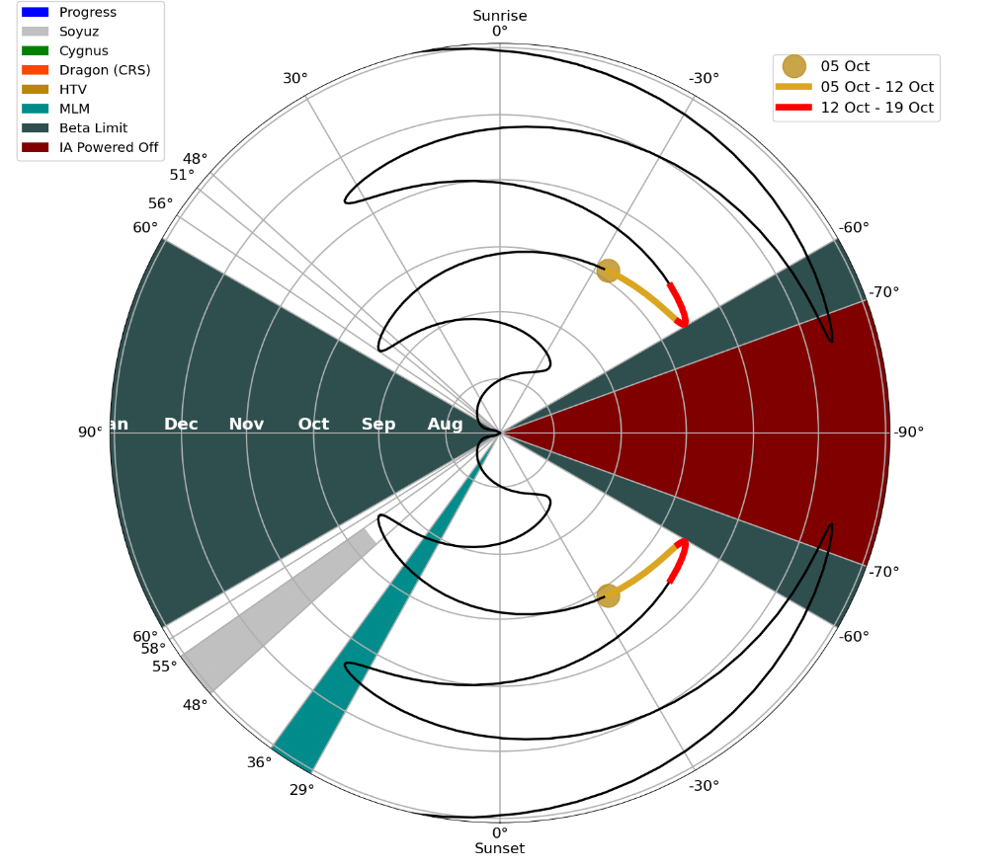 Progress
Soyuz
Cygnus
Dragon (CRS)
HTV
MLM
Beta Limit
IA Powered Off
Sunrise
0°
05 Oct
05 Oct - 12 Oct
12 Oct - 19 Oct
30°
-30°
48°
51°
56°
60°
-60°
-70°
90°
an Dec Nov Oct Sep Aug
-90°
-70°
60°
-60°
58°
55°
48°
36°
29°
-30°
0°
Sunset